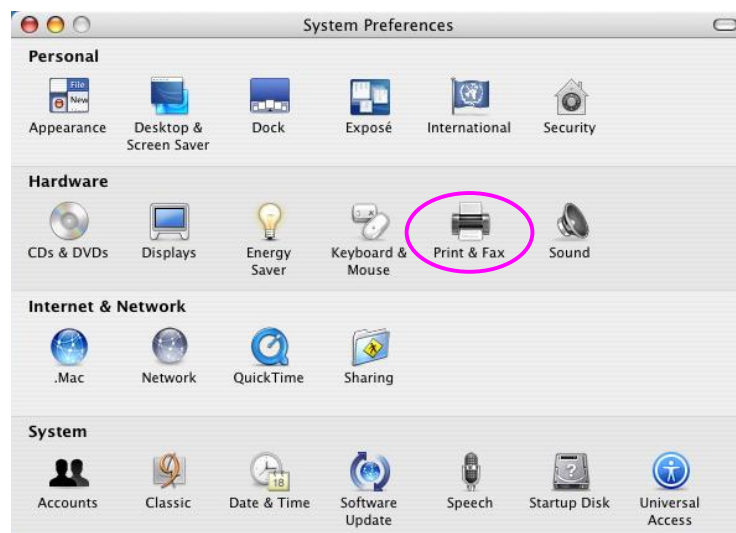 System Preferences
Personal
File
New
Appearance
Desktop &
Screen Saver
Dock
Exposé
International
Security
Hardware
CDs & DVDs
Displays
Energy
Saver
Keyboard &
Mouse
Print & Fax
Sound
Internet & Network
.Mac
Network
QuickTime
Sharing
System
18
?
Accounts
Classic
Date & Time
Software
Update
Speech
Startup Disk
Universal
Access